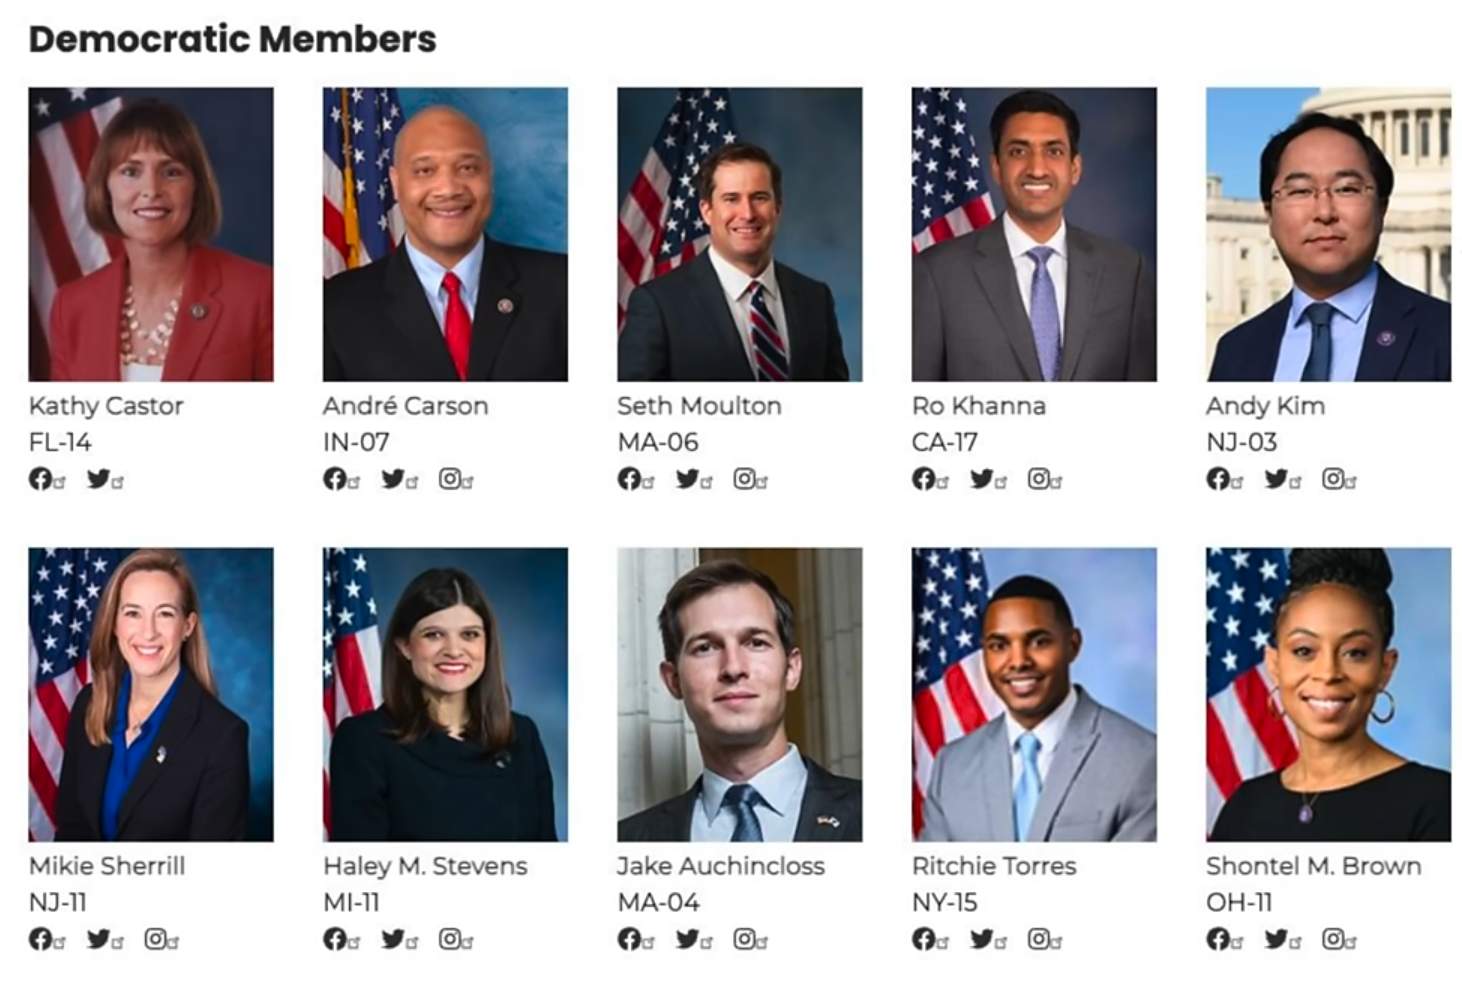 Democratic Members
Kathy Castor
FL-14
André Carson
IN-07
Seth Moulton
MA-06
Ro Khanna
CA-17
Andy Kim
NJ-03
Mikie Sherrill
NJ-11
Haley M. Stevens
MI-11
Jake Auchincloss
MA-04
Ritchie Torres
NY-15
Shontel M. Brown
OH-11